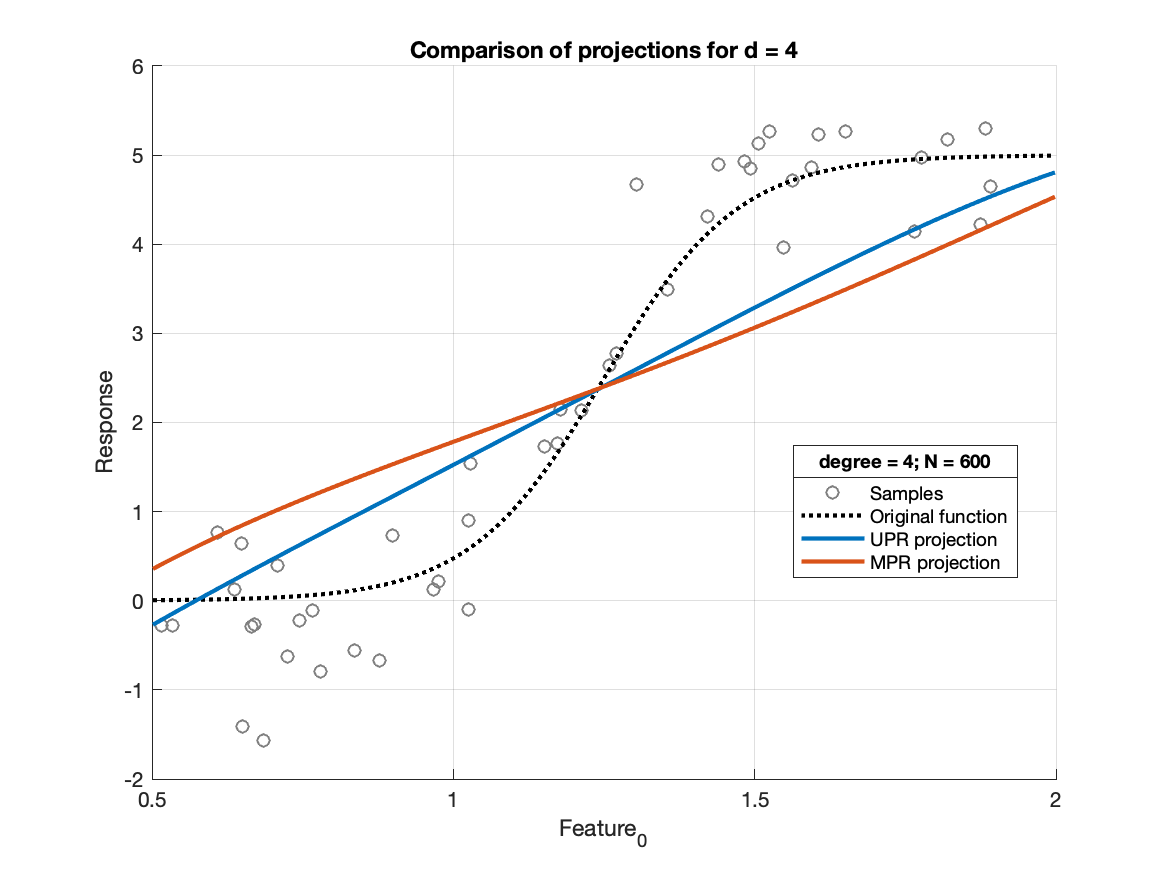 Comparison of projections for d = 4
6
5
4
3
2
1
0
-1
-2
Response
0.5
1
1.5
2
Feature0
degree = 4; N = 600
Samples
Original function
UPR projection
MPR projection